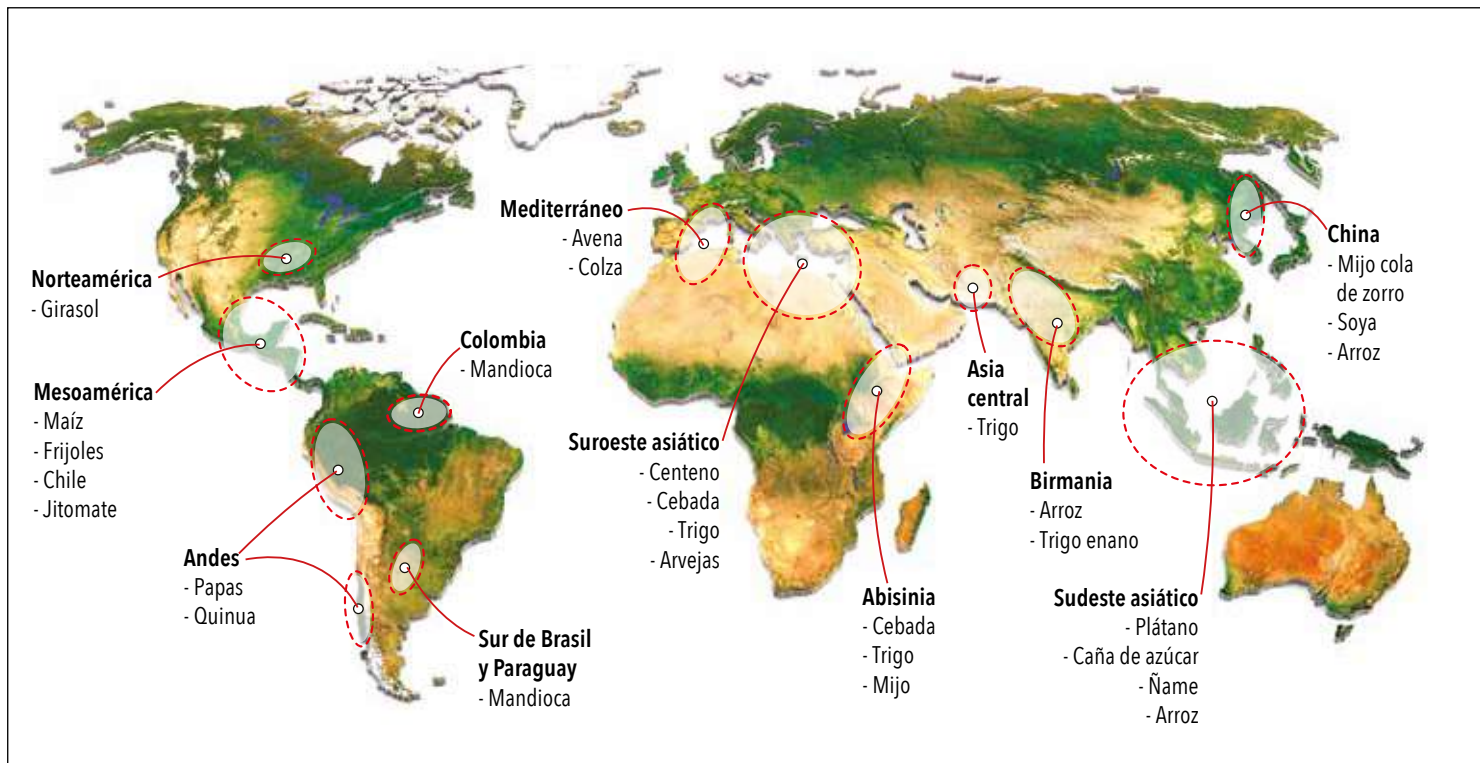 Norteamérica
- Girasol
Mesoamérica
- Maíz
- Frijoles
- Chile
- Jitomate
Andes
- Papas
- Quinua
Colombia
- Mandioca
Sur de Brasil
y Paraguay
- Mandioca
Mediterráneo
- Avena
- Colza
Suroeste asiático
- Centeno
- Cebada
- Trigo
- Arvejas
Abisinia
- Cebada
- Trigo
- Mijo
Asia
central
- Trigo
Birmania
- Arroz
- Trigo enano
Sudeste asiático
- Plátano
- Caña de azúcar
- Ñame
- Arroz
China
- Mijo cola
de zorro
- Soya
- Arroz